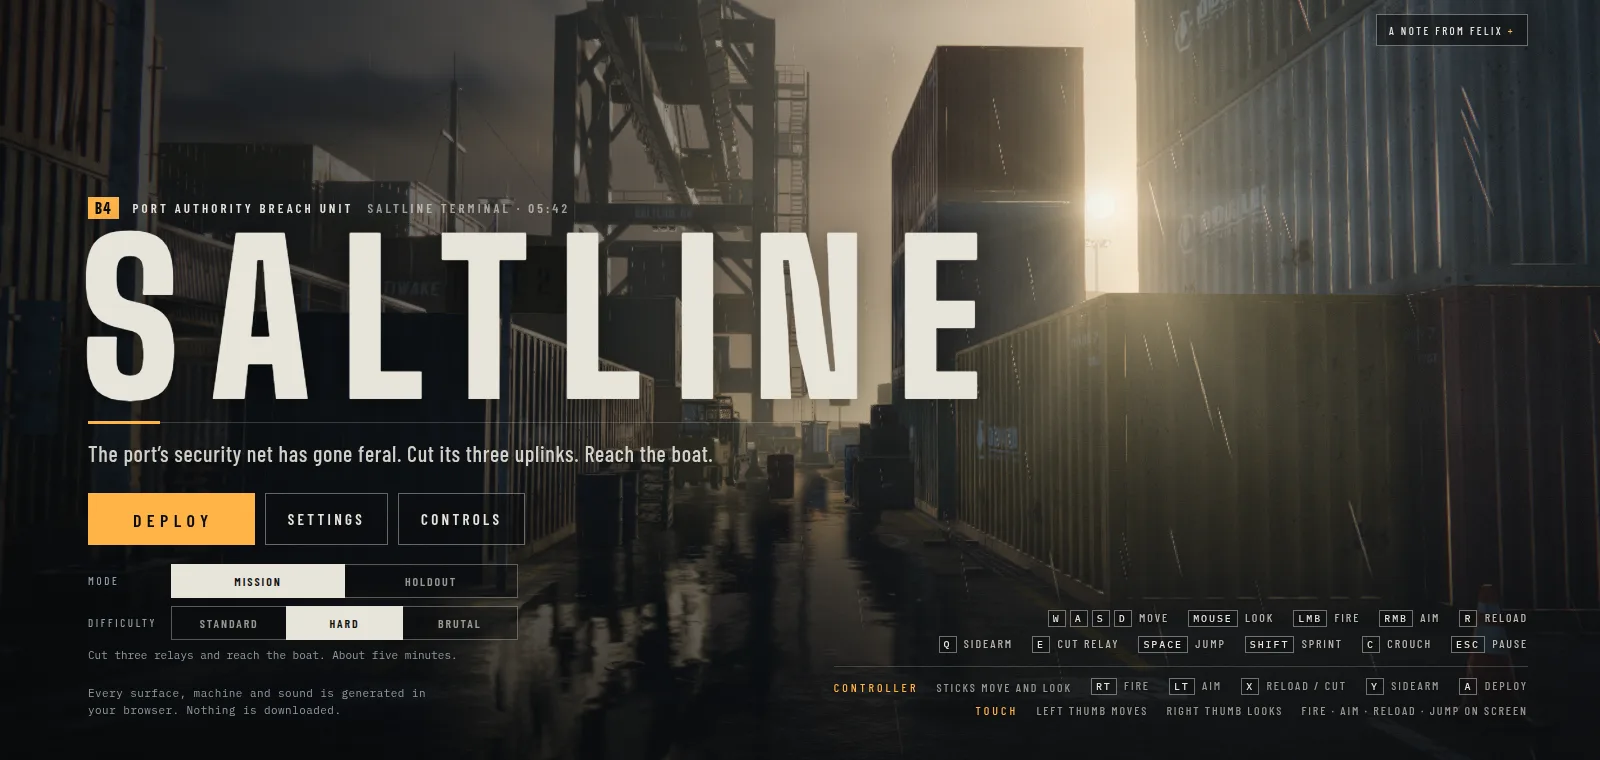 A NOTE FROM FELIX +
B4 PORT AUTHORITY BREACH UNIT SALTLINE TERMINAL · 05:42
SALTLINE
The port’s security net has gone feral. Cut its three uplinks. Reach the boat.
DEPLOY SETTINGS CONTROLS
MODE MISSION HOLDOUT
DIFFICULTY STANDARD HARD BRUTAL
Cut three relays and reach the boat. About five minutes.
Every surface, machine and sound is generated in
your browser. Nothing is downloaded.
W A S D MOVE MOUSE LOOK LMB FIRE RMB AIM R RELOAD
Q SIDEARM E CUT RELAY SPACE JUMP SHIFT SPRINT C CROUCH ESC PAUSE
CONTROLLER STICKS MOVE AND LOOK RT FIRE LT AIM X RELOAD / CUT Y SIDEARM A DEPLOY
TOUCH LEFT THUMB MOVES RIGHT THUMB LOOKS FIRE · AIM · RELOAD · JUMP ON SCREEN